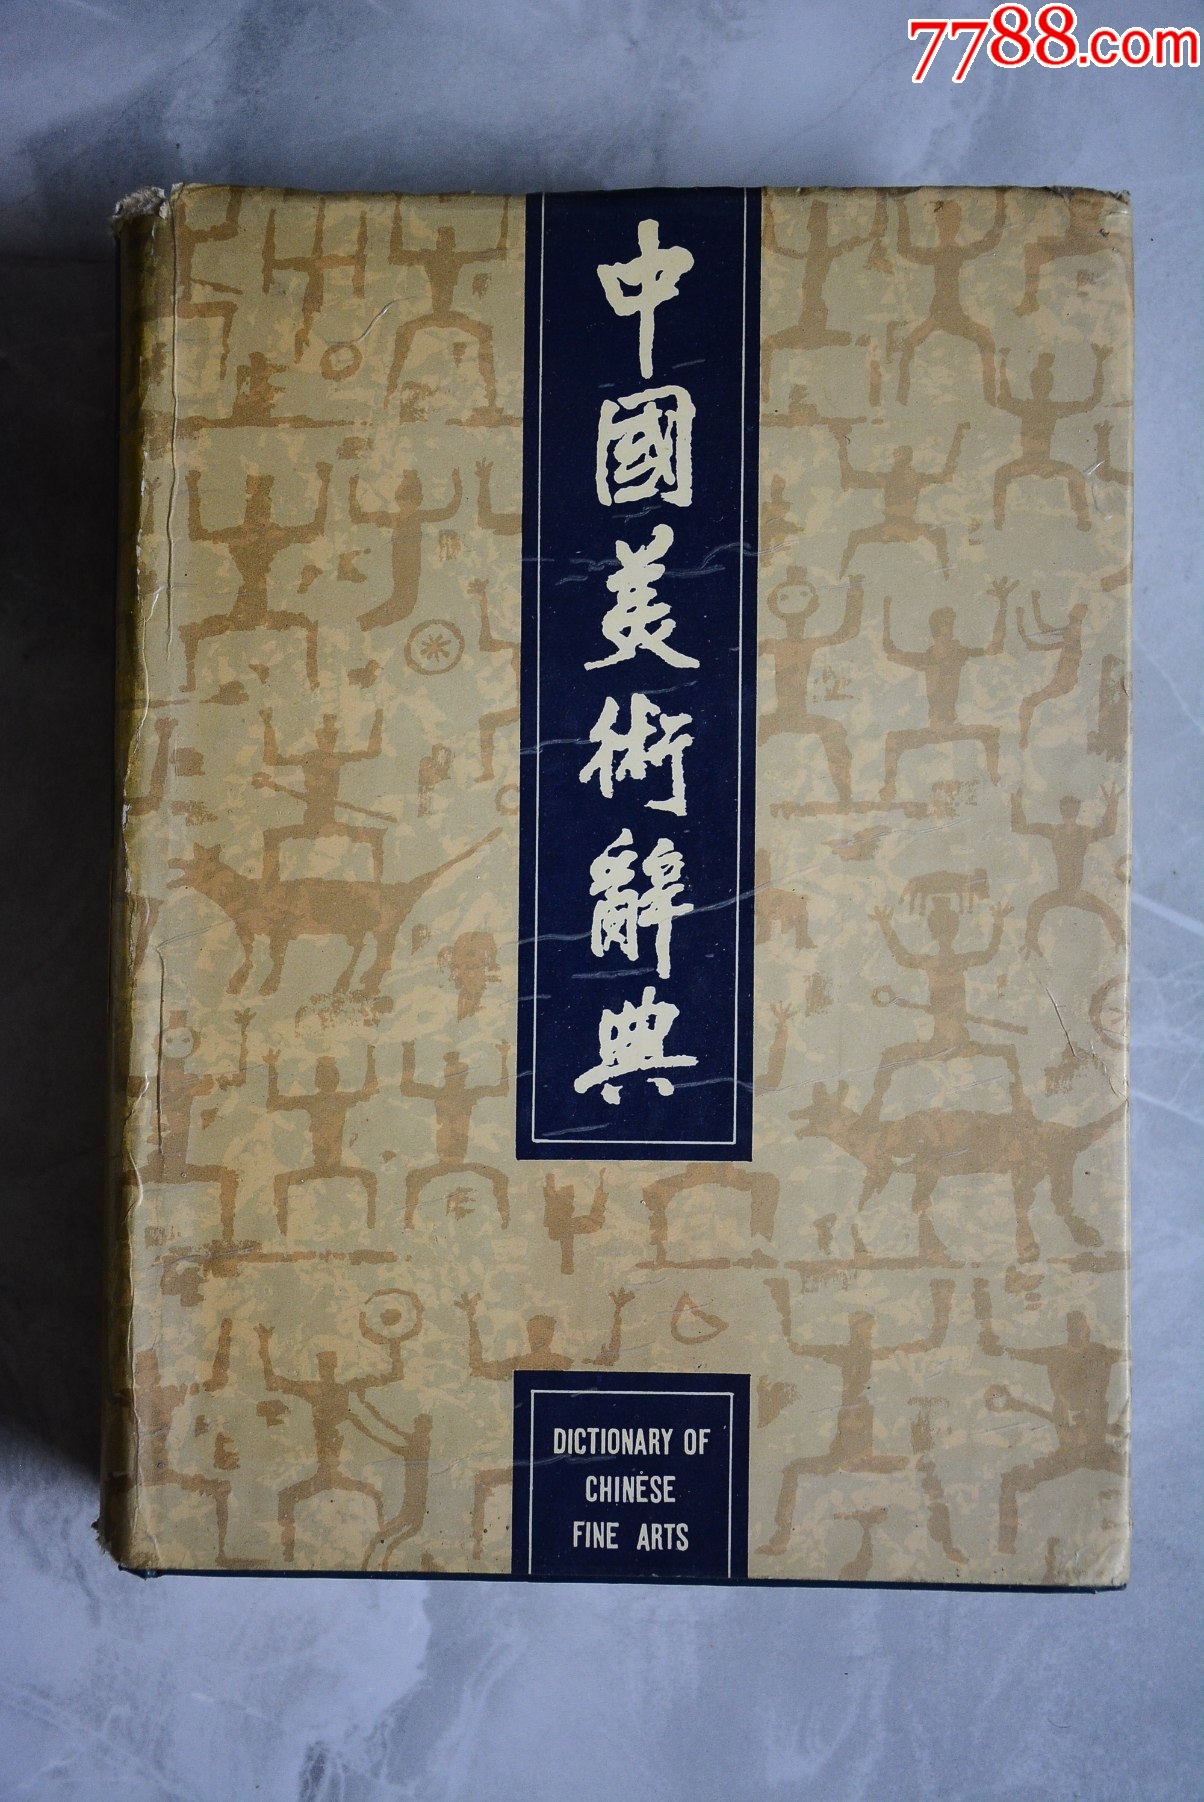 7788.com
中國美術辭典
DICTIONARY OF
CHINESE
FINE ARTS